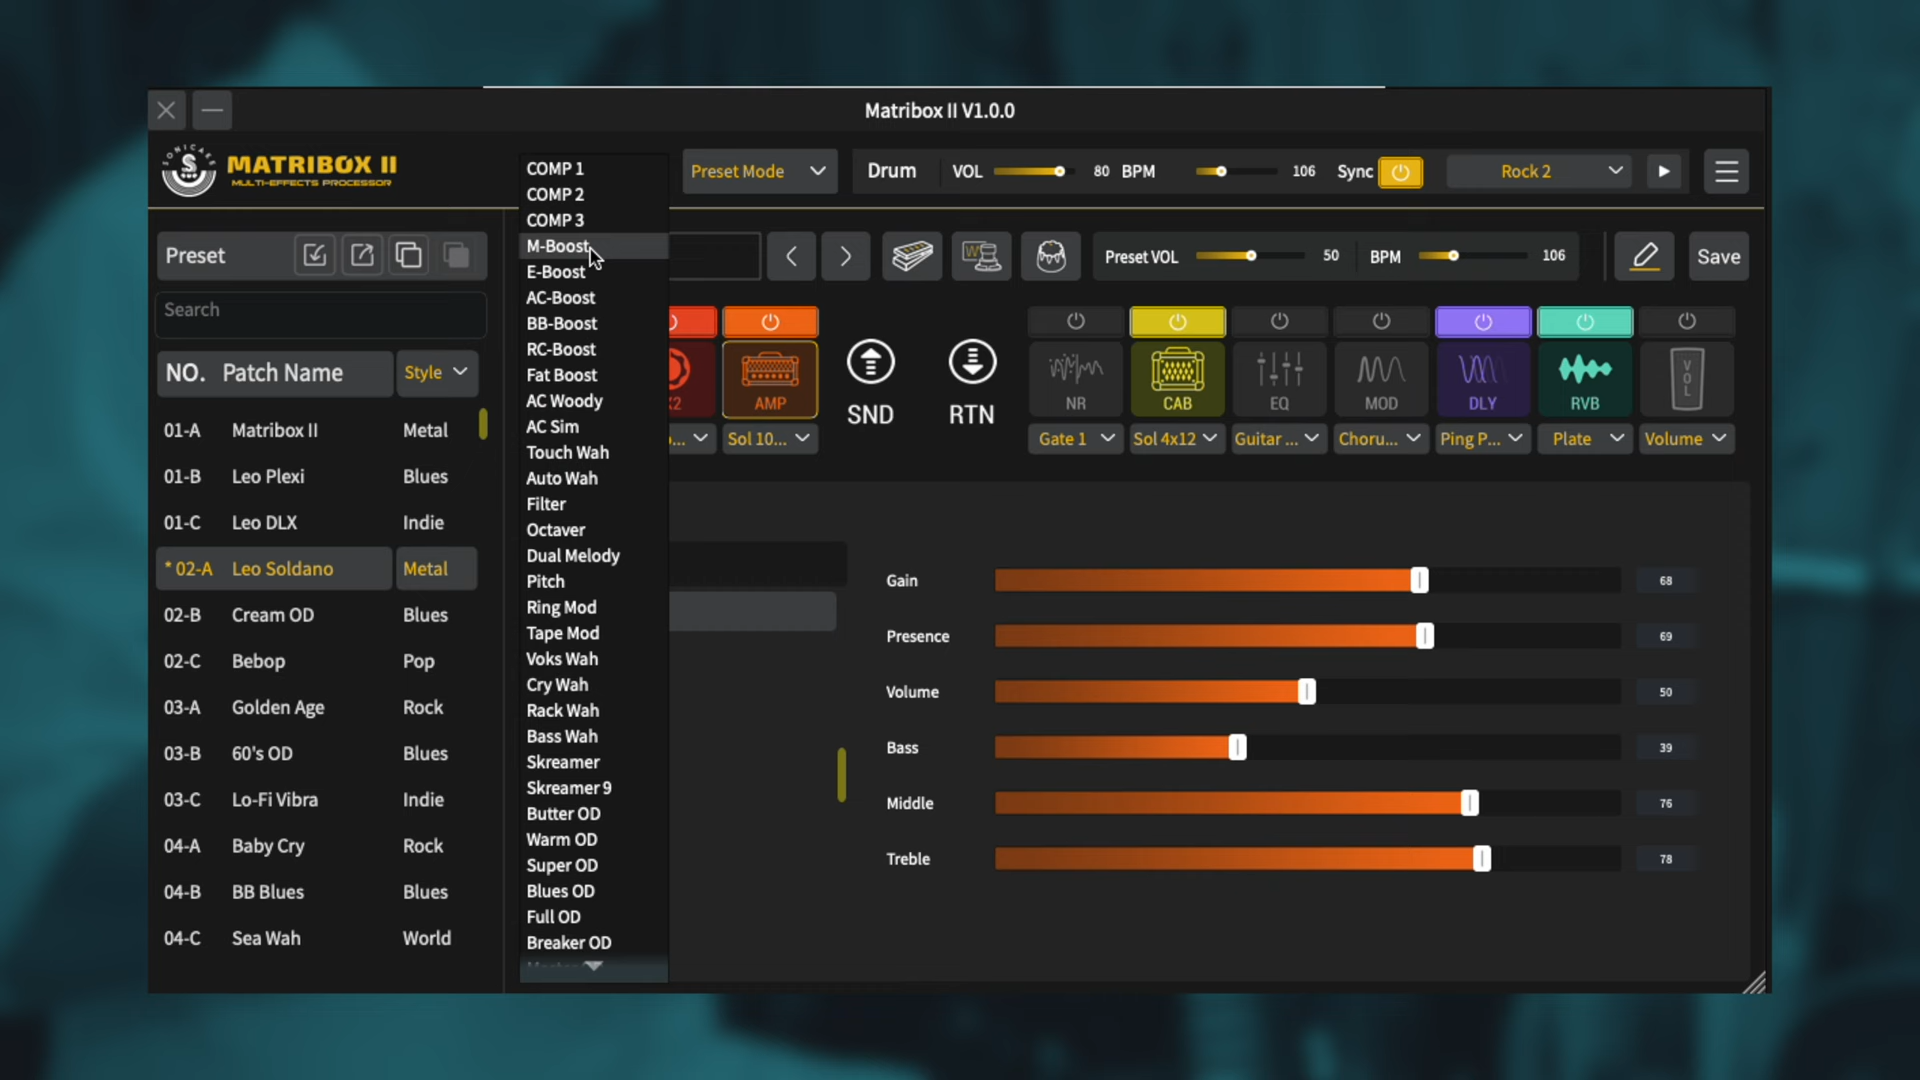 Matribox II V1.0.0
SONICAKE
MATRIBOX II
MULTI-EFFECTS PROCESSOR
Preset Mode
Drum
VOL
80
BPM
106
Sync
Rock 2
Preset
Preset VOL
50
BPM
106
Save
Search
NO. Patch Name
Style
01-A Matribox II Metal
01-B Leo Plexi Blues
01-C Leo DLX Indie
* 02-A Leo Soldano Metal
02-B Cream OD Blues
02-C Bebop Pop
03-A Golden Age Rock
03-B 60's OD Blues
03-C Lo-Fi Vibra Indie
04-A Baby Cry Rock
04-B BB Blues Blues
04-C Sea Wah World
COMP 1
COMP 2
COMP 3
M-Boost
E-Boost
AC-Boost
BB-Boost
RC-Boost
Fat Boost
AC Woody
AC Sim
Touch Wah
Auto Wah
Filter
Octaver
Dual Melody
Pitch
Ring Mod
Tape Mod
Voks Wah
Cry Wah
Rack Wah
Bass Wah
Skreamer
Skreamer 9
Butter OD
Warm OD
Super OD
Blues OD
Full OD
Breaker OD
AMP
SND
RTN
NR
CAB
EQ
MOD
DLY
RVB
VOL
Sol 10...
Gate 1
Sol 4x12
Guitar ...
Choru...
Ping P...
Plate
Volume
Gain 68
Presence 69
Volume 50
Bass 39
Middle 76
Treble 78